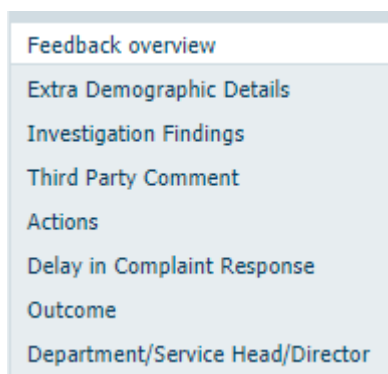 Feedback overview
Extra Demographic Details
Investigation Findings
Third Party Comment
Actions
Delay in Complaint Response
Outcome
Department/Service Head/Director